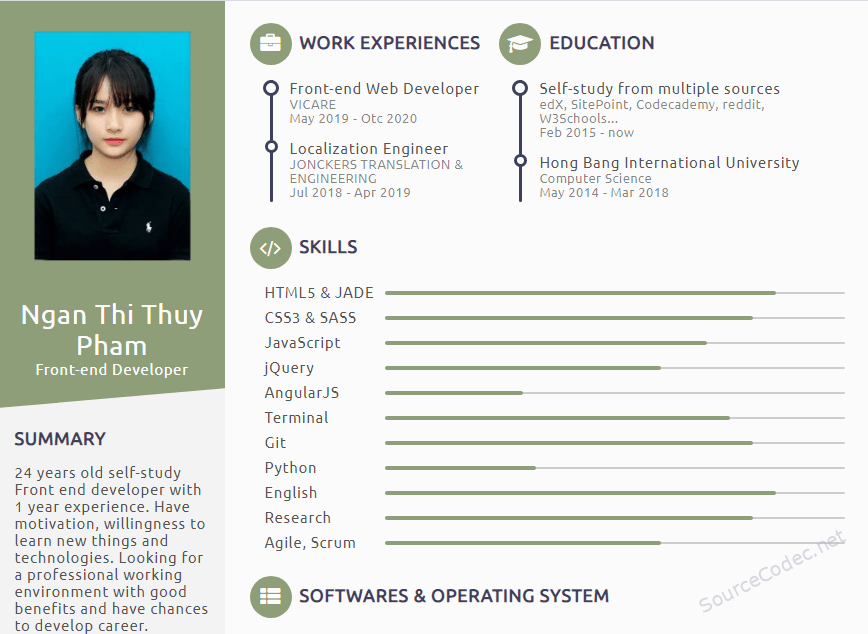 Ngan Thi Thuy
Pham
Front-end Developer
SUMMARY
24 years old self-study
Front end developer with
1 year experience. Have
motivation, willingness to
learn new things and
technologies. Looking for
a professional working
environment with good
benefits and have chances
to develop career.
WORK EXPERIENCES
Front-end Web Developer
VICARE
May 2019 - Otc 2020
Localization Engineer
JONCKERS TRANSLATION &
ENGINEERING
Jul 2018 - Apr 2019
EDUCATION
Self-study from multiple sources
edX, SitePoint, Codecademy, reddit,
W3Schools...
Feb 2015 - now
Hong Bang International University
Computer Science
May 2014 - Mar 2018
</> SKILLS
HTML5 & JADE
CSS3 & SASS
JavaScript
jQuery
AngularJS
Terminal
Git
Python
English
Research
Agile, Scrum
SOFTWARES & OPERATING SYSTEM
SourceCodec.net